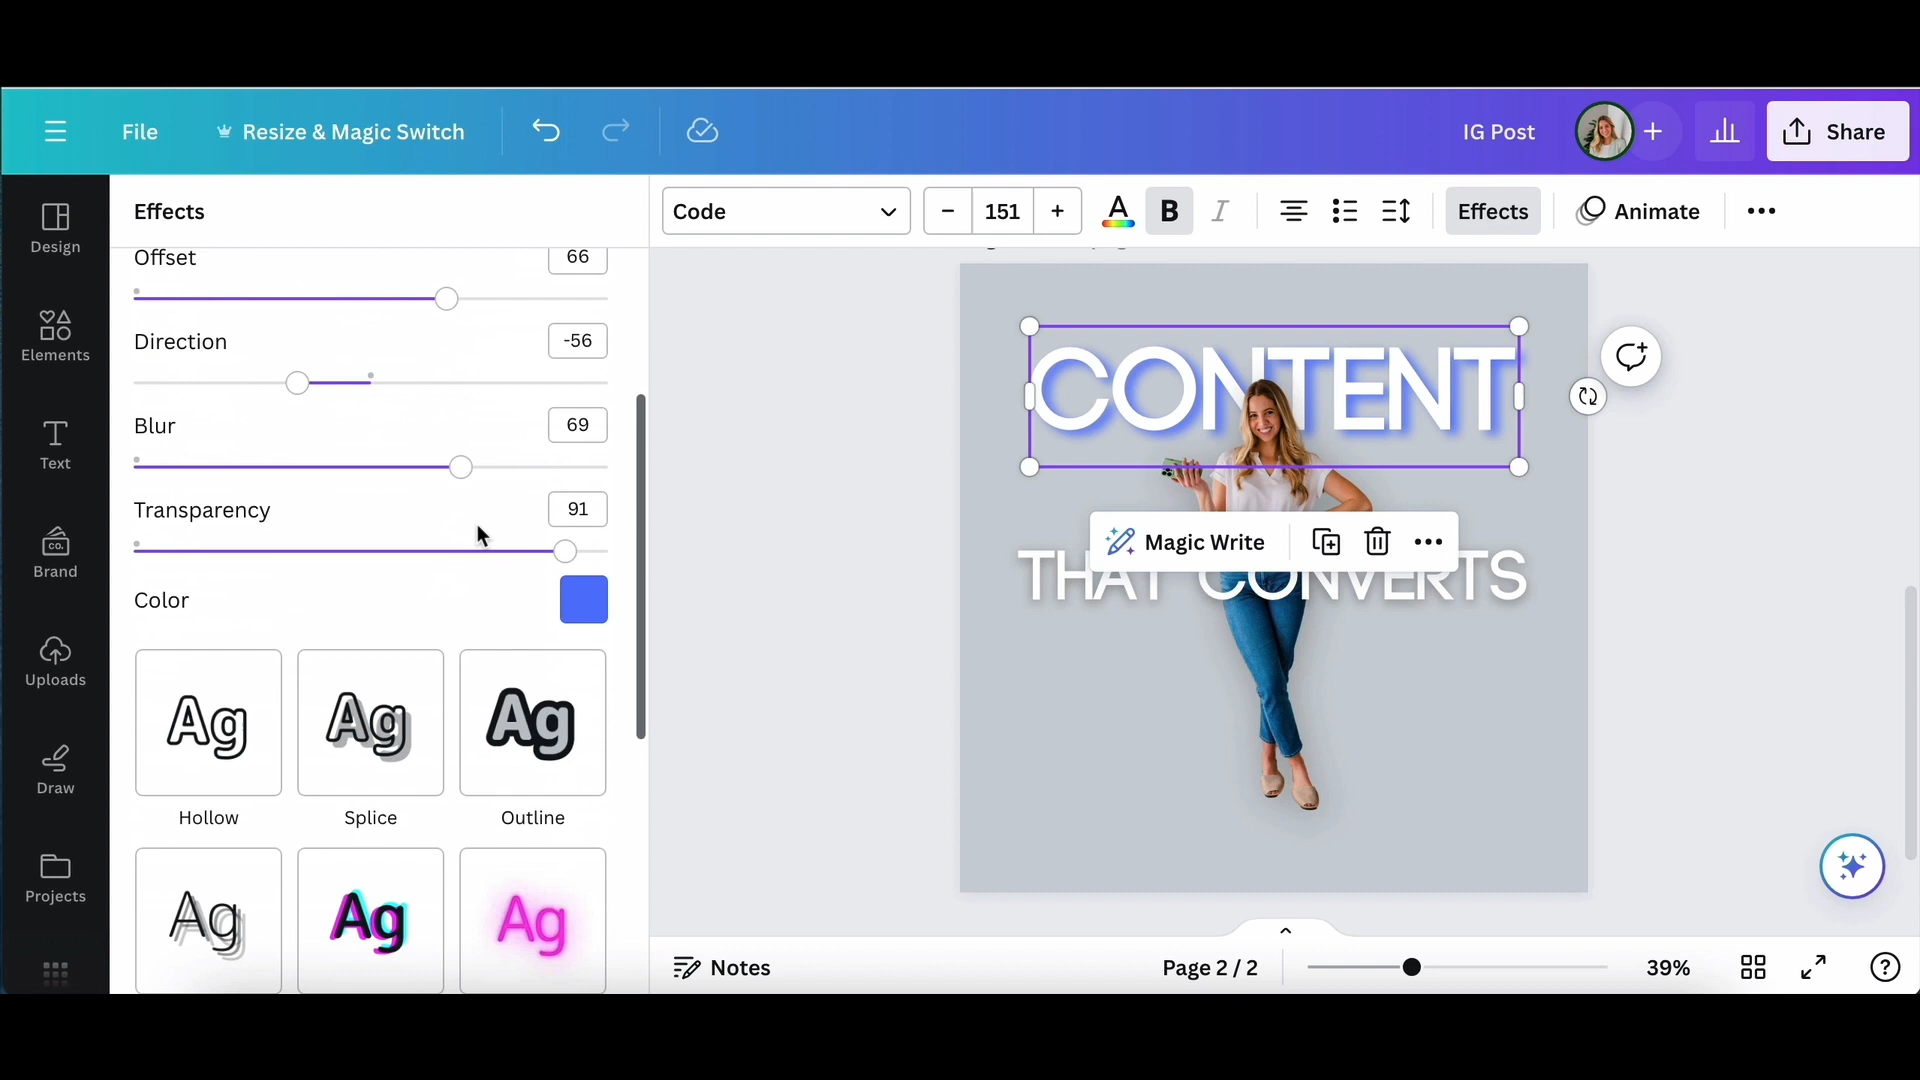 File
Resize & Magic Switch
IG Post
Share
Design
Elements
Text
CO.
Brand
Uploads
Draw
Projects
Effects
Offset 66
Direction -56
Blur 69
Transparency 91
Color
Ag Ag Ag
Hollow Splice Outline
Ag Ag Ag
Code
- 151 +
A B I
Effects
Animate
CONTENT
Magic Write
THAT CONVERTS
Notes
Page 2 / 2
39%
?